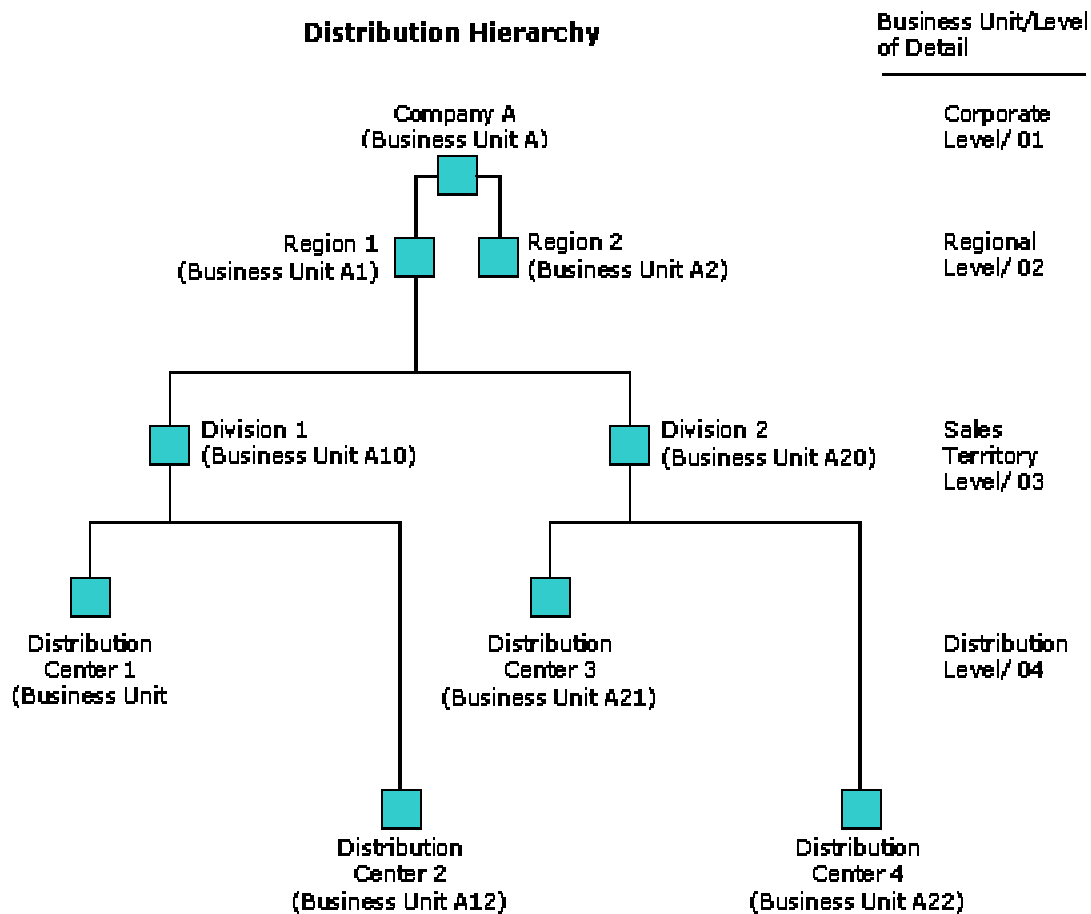 Distribution Hierarchy
Business Unit/Level
of Detail
Company A
(Business Unit A)
Corporate
Level/ 01
Region 1
(Business Unit A1)
Region 2
(Business Unit A2)
Regional
Level/ 02
Division 1
(Business Unit A10)
Division 2
(Business Unit A20)
Sales
Territory
Level/ 03
Distribution
Center 1
(Business Unit
Distribution
Center 3
(Business Unit A21)
Distribution
Level/ 04
Distribution
Center 2
(Business Unit A12)
Distribution
Center 4
(Business Unit A22)